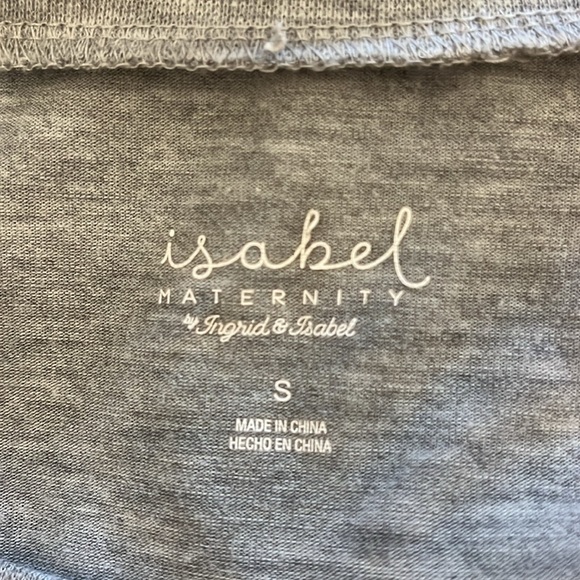 isabel
MATERNITY
by Ingrid & Isabel
S
MADE IN CHINA
HECHO EN CHINA